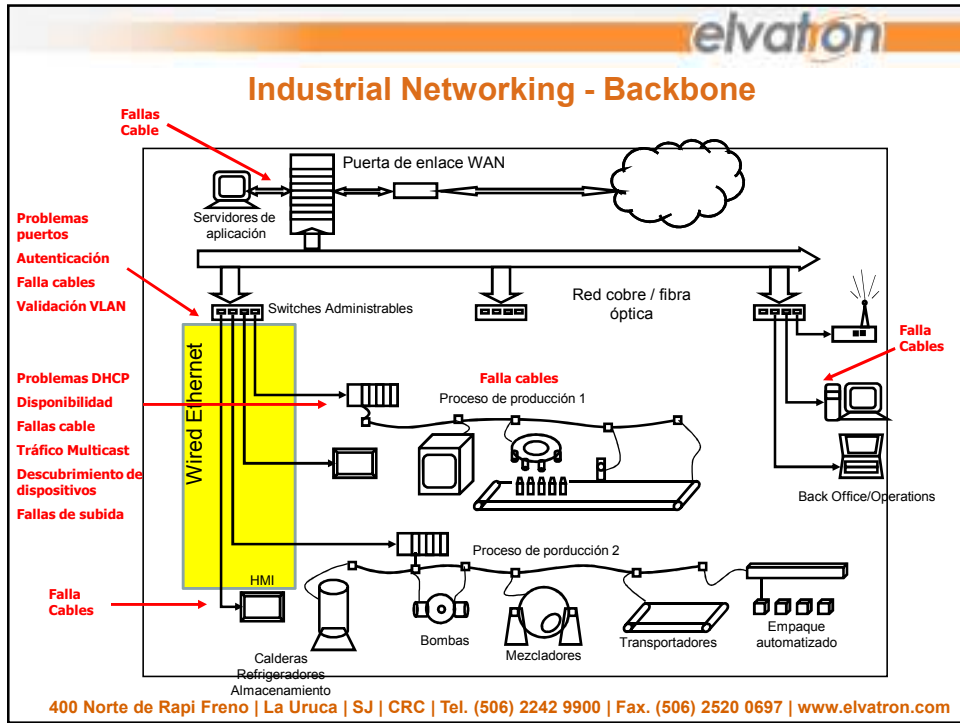 elvatron
Industrial Networking - Backbone
Fallas
Cable
Puerta de enlace WAN
Servidores de
aplicación
Problemas
puertos
Autenticación
Falla cables
Validación VLAN
Switches Administrables
Red cobre / fibra
óptica
Falla
Cables
Wired Ethernet
Problemas DHCP
Disponibilidad
Fallas cable
Tráfico Multicast
Descubrimiento de
dispositivos
Fallas de subida
Falla cables
Proceso de producción 1
Back Office/Operations
Proceso de porducción 2
HMI
Falla
Cables
Calderas
Refrigeradores
Almacenamiento
Bombas
Mezcladores
Transportadores
Empaque
automatizado
400 Norte de Rapi Freno | La Uruca | SJ | CRC | Tel. (506) 2242 9900 | Fax. (506) 2520 0697 | www.elvatron.com